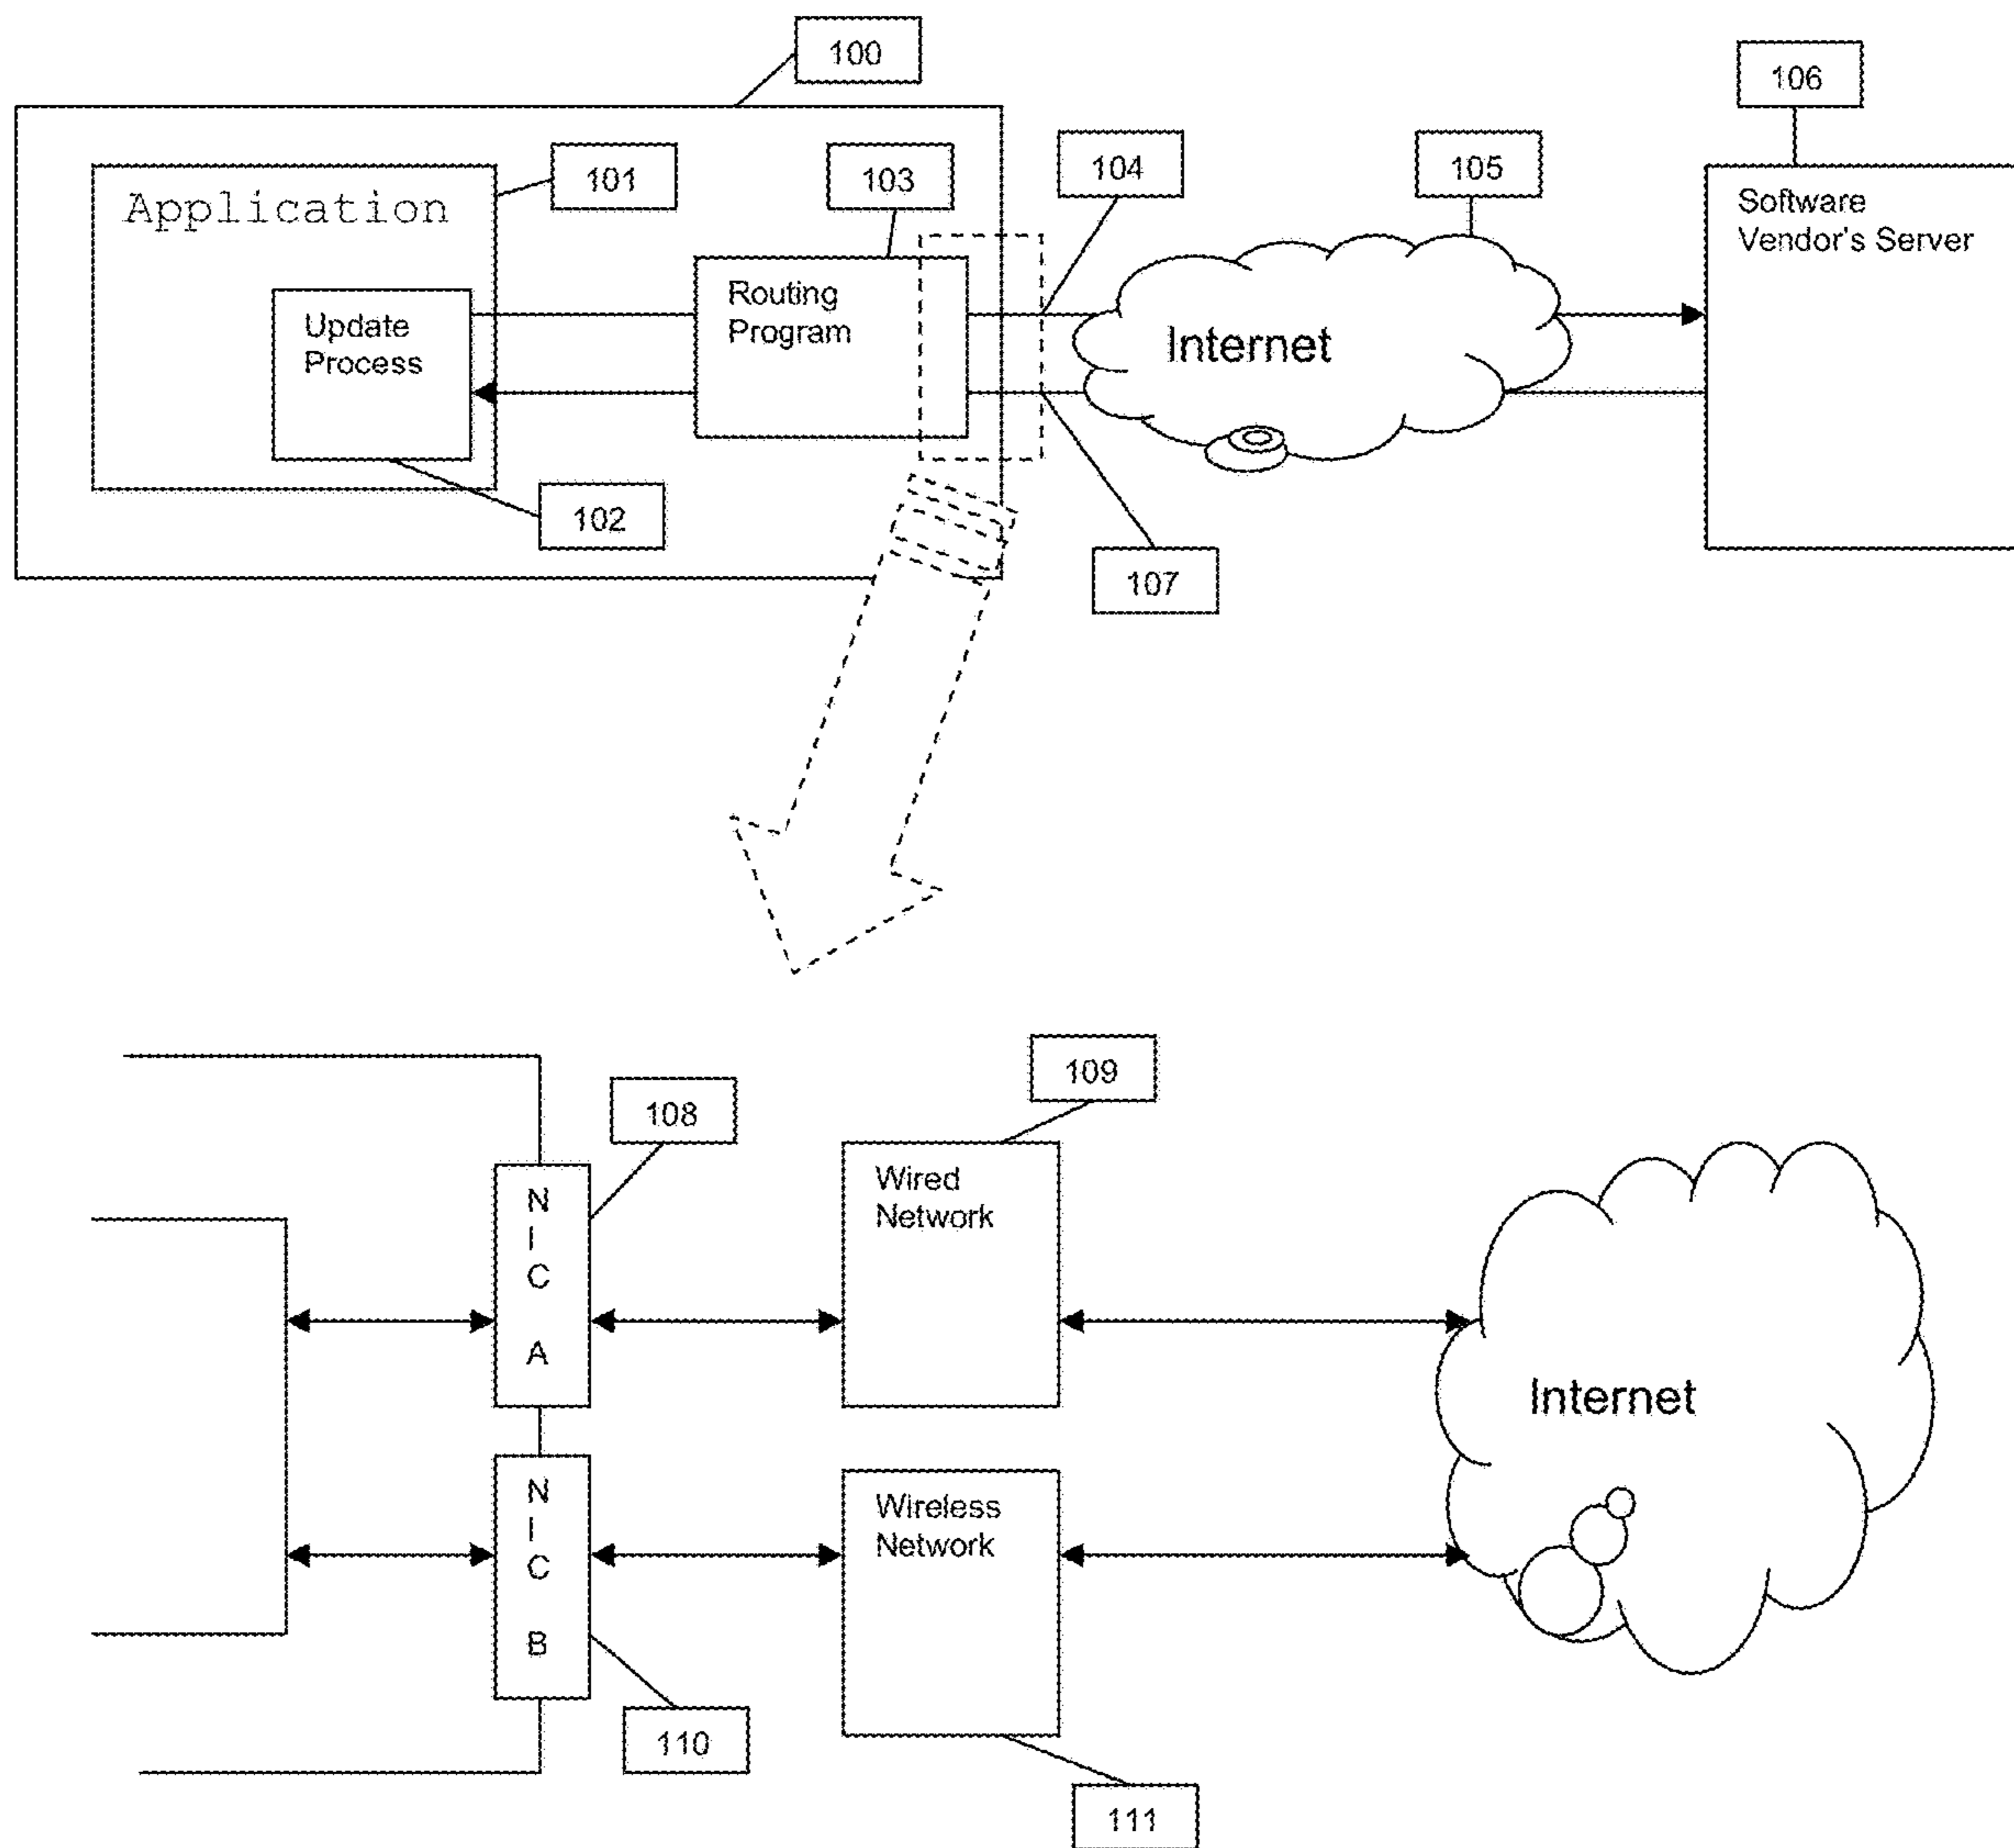 100
106
101
103
104
105
Application
Software
Vendor's Server
Routing
Program
Update
Process
Internet
102
107
109
108
Wired
Network
N
I
C
A
Internet
N
I
C
B
Wireless
Network
110
111